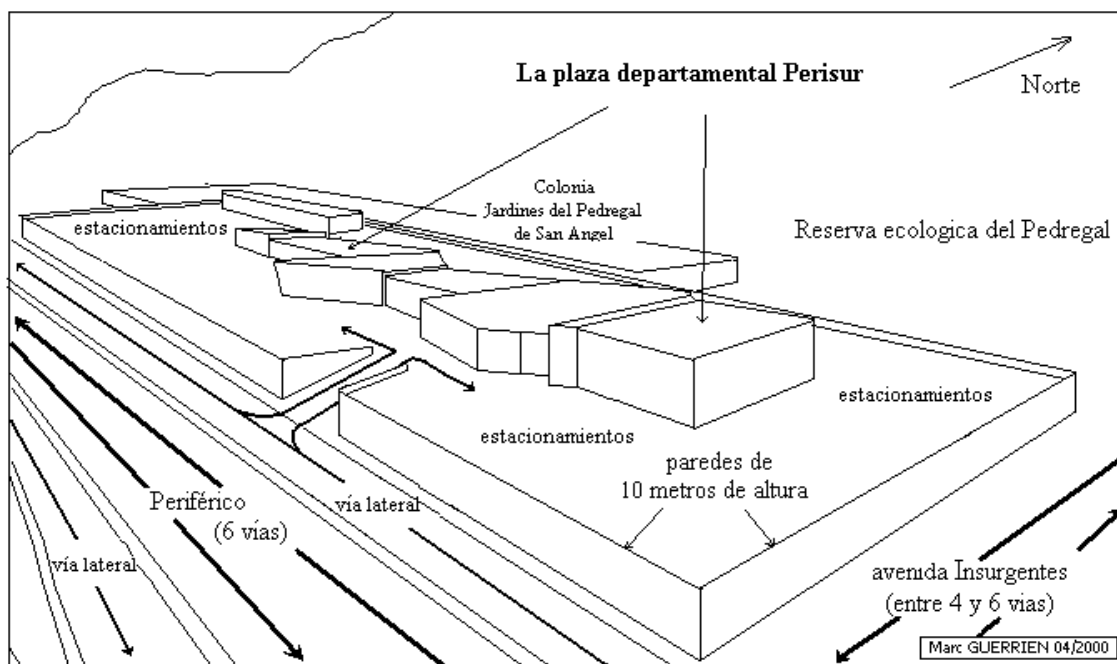 La plaza departamental Perisur
Norte
Colonia
Jardines del Pedregal
de San Angel
estacionamientos
Reserva ecologica del Pedregal
estacionamientos
estacionamientos
paredes de
10 metros de altura
Periférico
(6 vías)
vía lateral
vía lateral
avenida Insurgentes
(entre 4 y 6 vias)
Marc GUERRIEN 04/2000